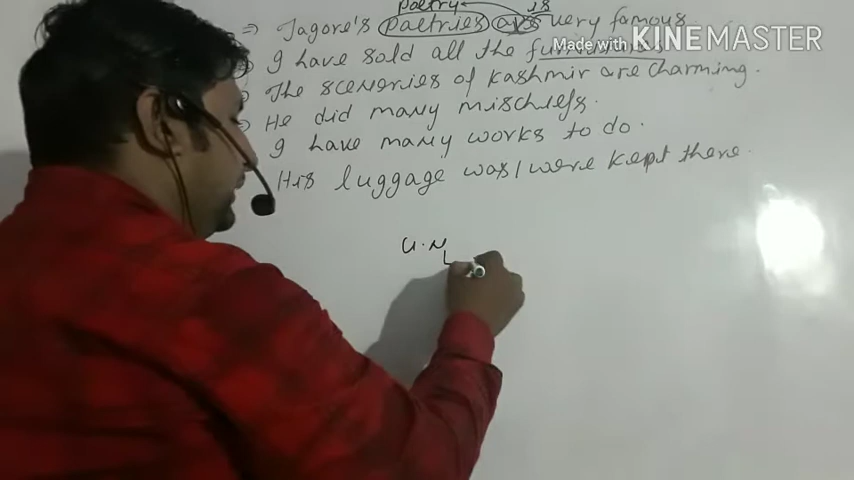 poetry is
⇒ Tagore's poetries are very famous.
I have sold all the
Made with KINEMASTER
The sceneries of Kashmir are charming.
He did many mischiefs.
I have many works to do.
His luggage was/were kept there.
U.N